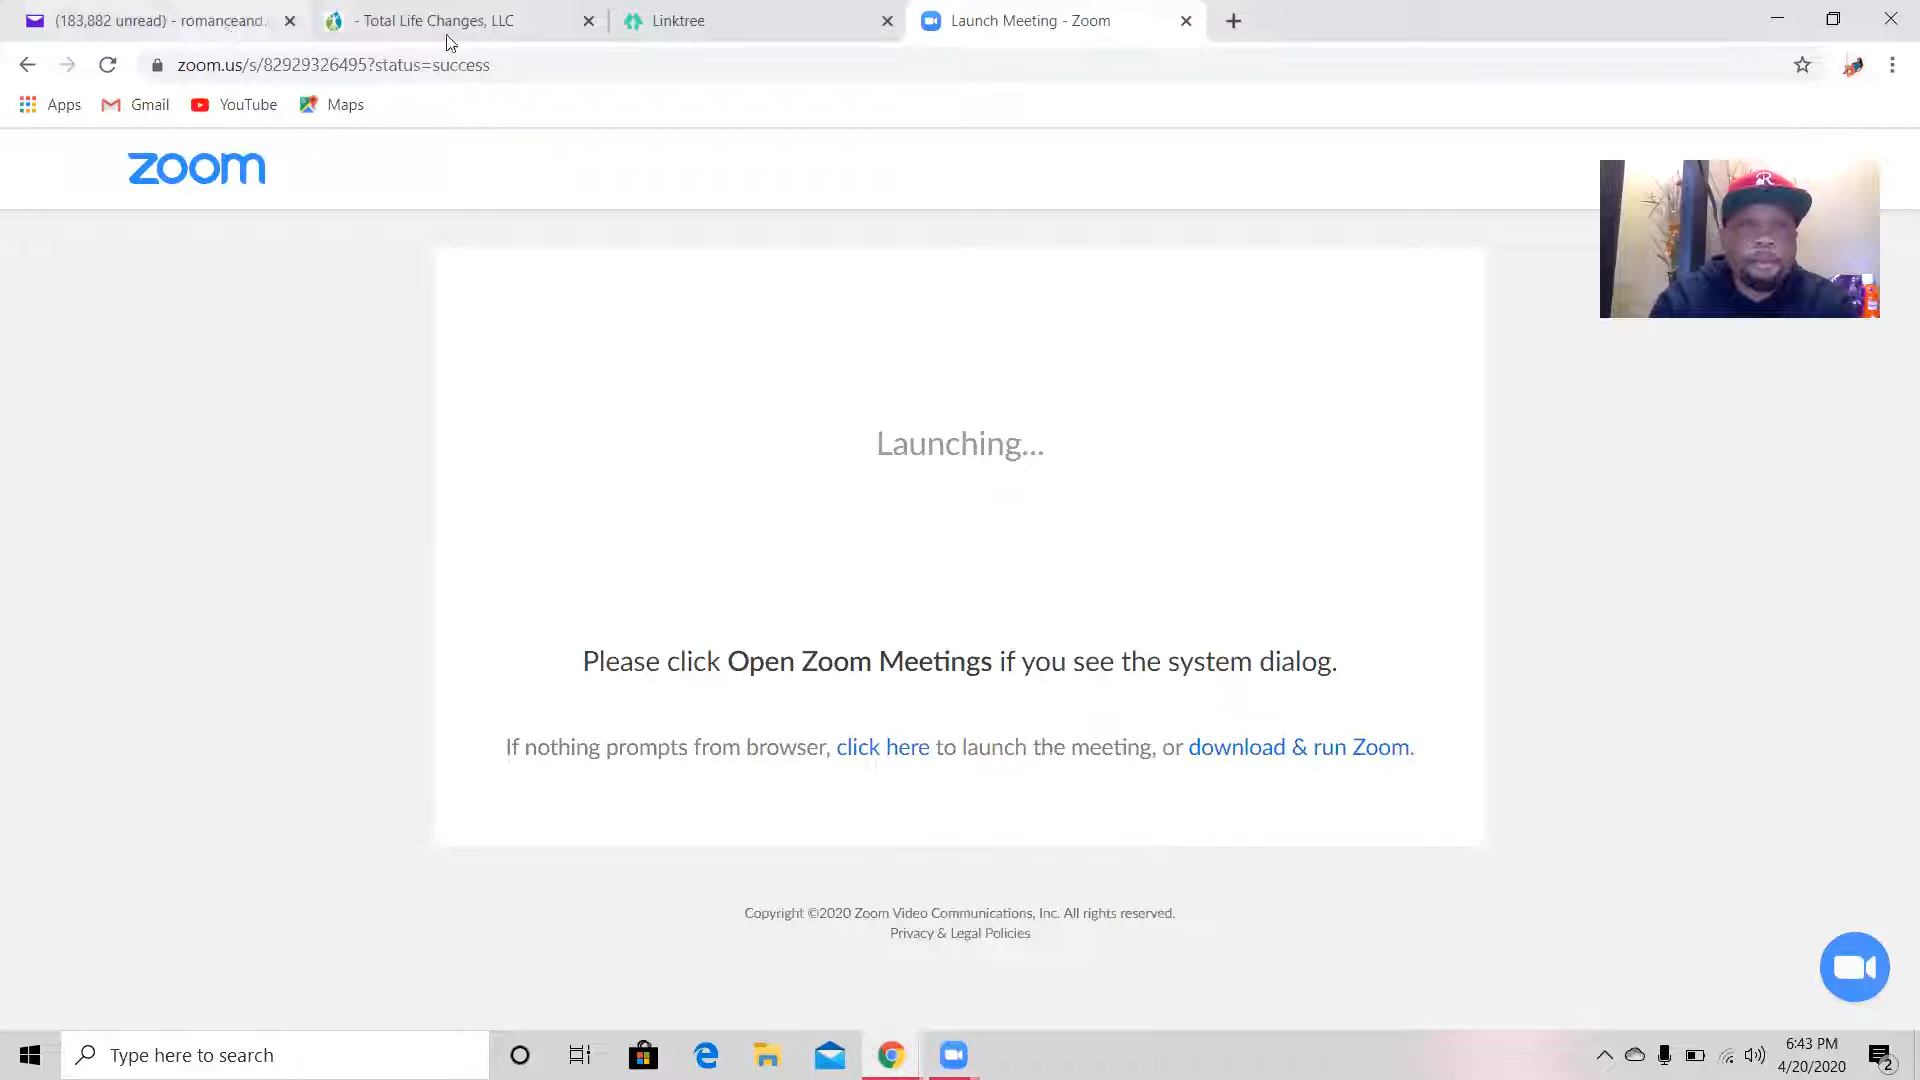 (183,882 unread) - romanceand
- Total Life Changes, LLC
Linktree
Launch Meeting - Zoom
zoom.us/s/82929326495?status=success
Apps
Gmail
YouTube
Maps
zoom
R
Launching...
Please click Open Zoom Meetings if you see the system dialog.
If nothing prompts from browser, click here to launch the meeting, or download & run Zoom.
Copyright ©2020 Zoom Video Communications, Inc. All rights reserved.
Privacy & Legal Policies
Type here to search
6:43 PM
4/20/2020
2